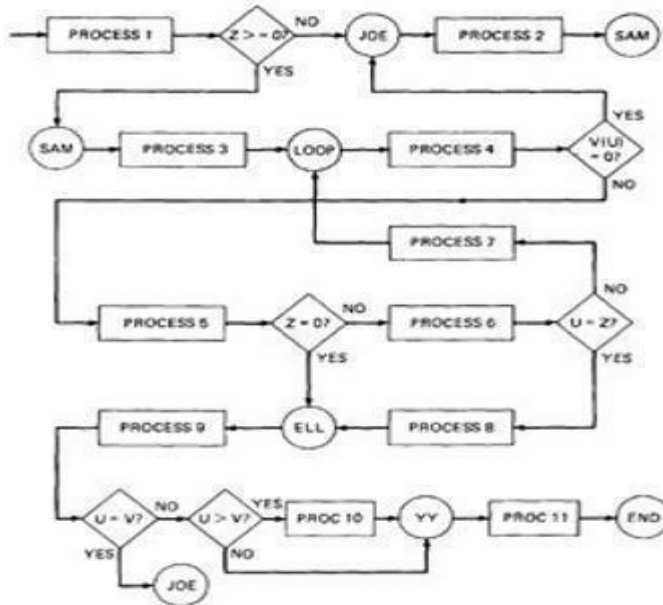 PROCESS 1
Z >= 0?
NO
JOE
PROCESS 2
SAM
YES
SAM
PROCESS 3
LOOP
PROCESS 4
YES
V(U)
= 0?
NO
PROCESS 7
PROCESS 5
Z = 0?
NO
PROCESS 6
NO
U = Z?
YES
YES
PROCESS 9
ELL
PROCESS 8
U = V?
NO
U > V?
YES
PROC 10
YY
PROC 11
END
YES
NO
JOE